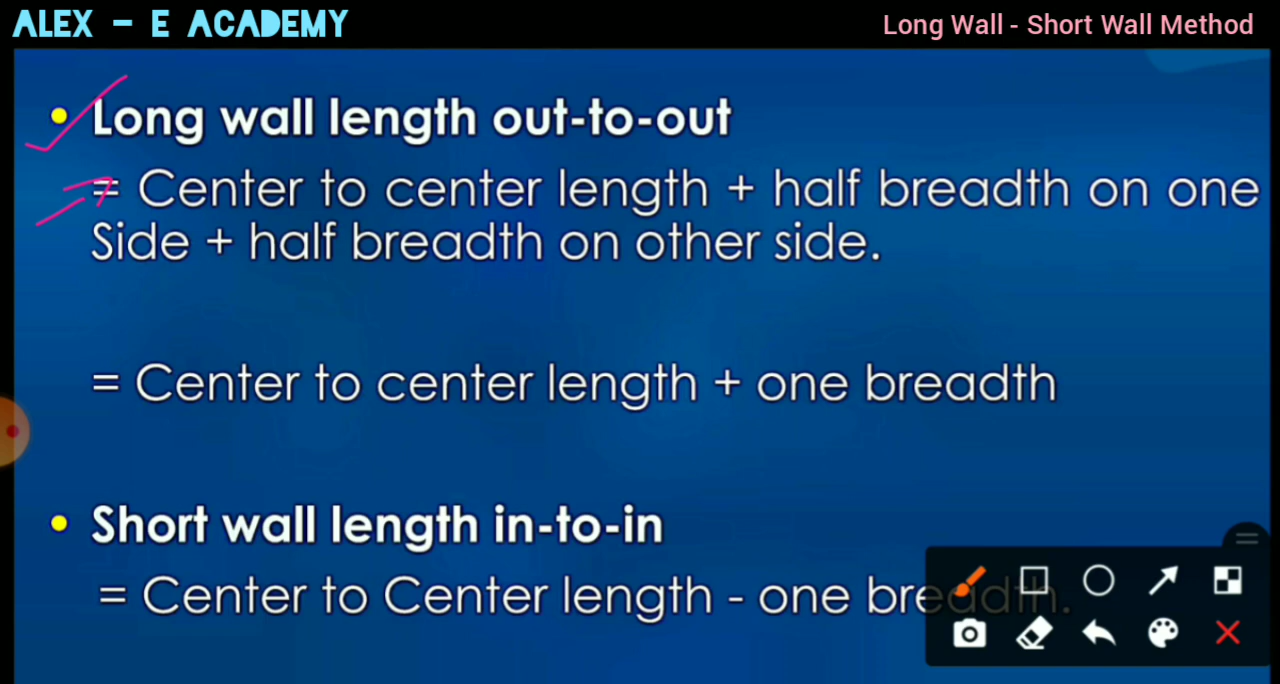 ALEX - E ACADEMY
Long Wall - Short Wall Method
• Long wall length out-to-out
= Center to center length + half breadth on one
Side + half breadth on other side.
= Center to center length + one breadth
• Short wall length in-to-in
= Center to Center length - one breadth.